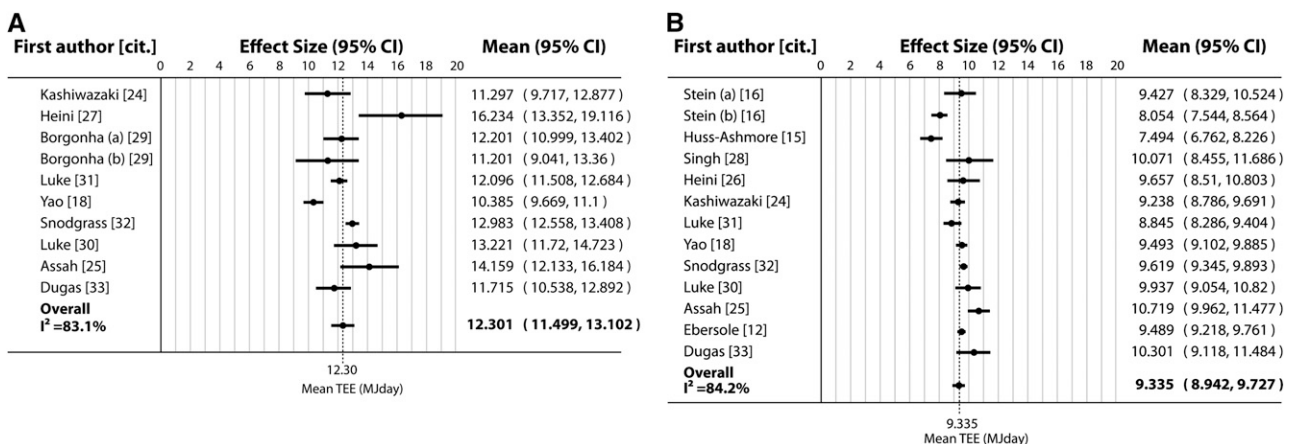 A
First author [cit.] Effect Size (95% CI) Mean (95% CI)
0 2 4 6 8 10 12 14 16 18 20
Kashiwazaki [24] 11.297 ( 9.717, 12.877 )
Heini [27] 16.234 ( 13.352, 19.116 )
Borgonha (a) [29] 12.201 ( 10.999, 13.402 )
Borgonha (b) [29] 11.201 ( 9.041, 13.36 )
Luke [31] 12.096 ( 11.508, 12.684 )
Yao [18] 10.385 ( 9.669, 11.1 )
Snodgrass [32] 12.983 ( 12.558, 13.408 )
Luke [30] 13.221 ( 11.72, 14.723 )
Assah [25] 14.159 ( 12.133, 16.184 )
Dugas [33] 11.715 ( 10.538, 12.892 )
Overall
I² =83.1% 12.301 ( 11.499, 13.102 )
12.30
Mean TEE (MJday)
B
First author [cit.] Effect Size (95% CI) Mean (95% CI)
0 2 4 6 8 10 12 14 16 18 20
Stein (a) [16] 9.427 ( 8.329, 10.524 )
Stein (b) [16] 8.054 ( 7.544, 8.564 )
Huss-Ashmore [15] 7.494 ( 6.762, 8.226 )
Singh [28] 10.071 ( 8.455, 11.686 )
Heini [26] 9.657 ( 8.51, 10.803 )
Kashiwazaki [24] 9.238 ( 8.786, 9.691 )
Luke [31] 8.845 ( 8.286, 9.404 )
Yao [18] 9.493 ( 9.102, 9.885 )
Snodgrass [32] 9.619 ( 9.345, 9.893 )
Luke [30] 9.937 ( 9.054, 10.82 )
Assah [25] 10.719 ( 9.962, 11.477 )
Ebersole [12] 9.489 ( 9.218, 9.761 )
Dugas [33] 10.301 ( 9.118, 11.484 )
Overall
I² =84.2% 9.335 ( 8.942, 9.727 )
9.335
Mean TEE (MJday)